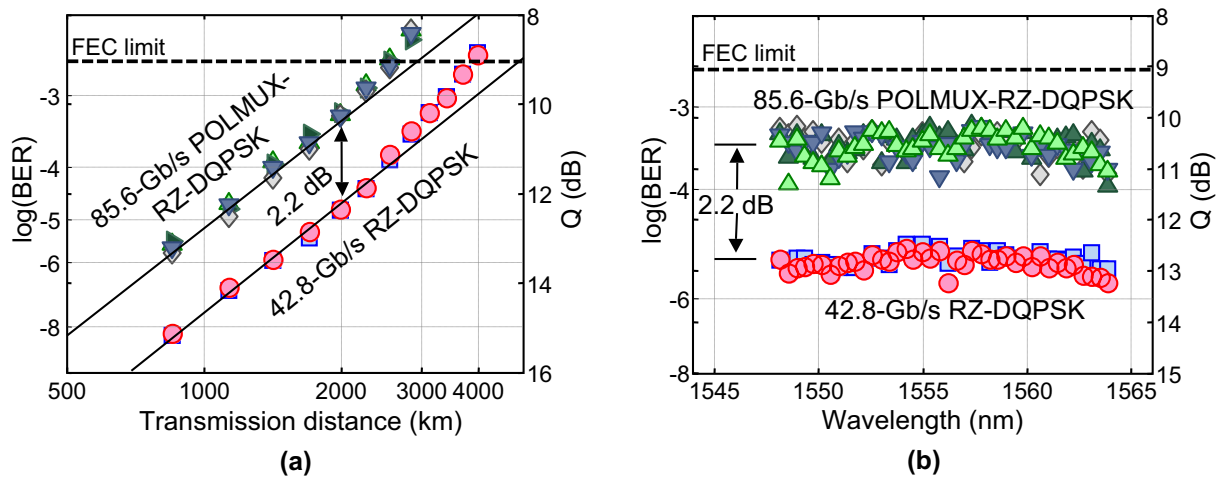 FEC limit
85.6-Gb/s POLMUX-
RZ-DQPSK
2.2 dB
42.8-Gb/s RZ-DQPSK
log(BER)
-3
-4
-5
-6
-8
8
9
10
12
14
16
Q (dB)
500
1000
2000
3000
4000
Transmission distance (km)
(a)
FEC limit
85.6-Gb/s POLMUX-RZ-DQPSK
2.2 dB
42.8-Gb/s RZ-DQPSK
log(BER)
-3
-4
-6
-8
8
9
10
11
12
13
14
15
Q (dB)
1545
1550
1555
1560
1565
Wavelength (nm)
(b)